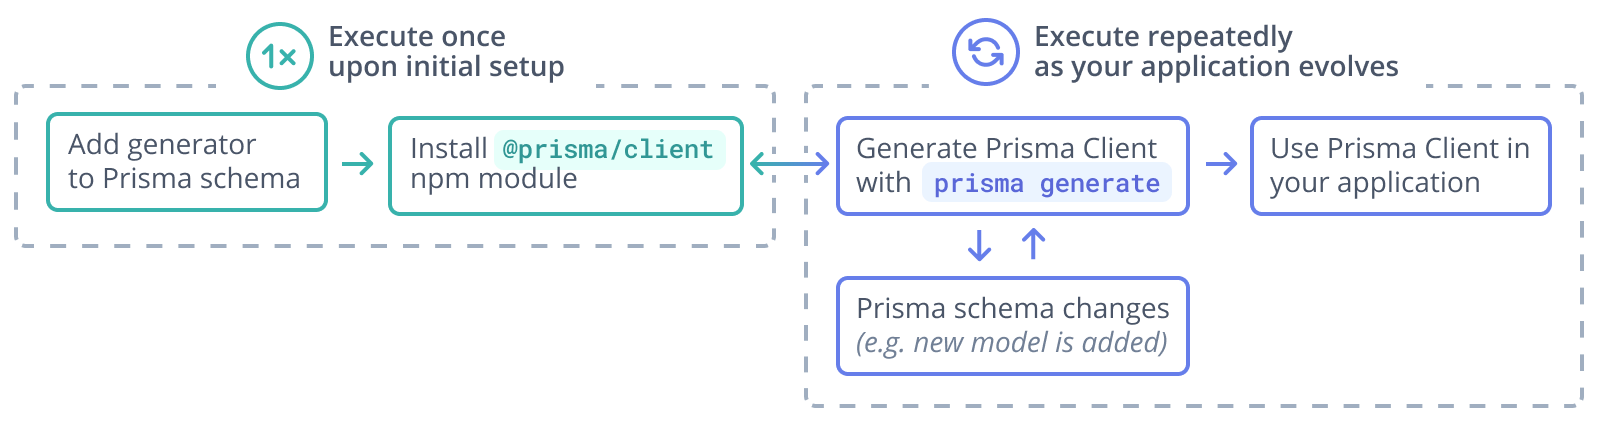 1x
Execute once
upon initial setup
Add generator
to Prisma schema
Install @prisma/client
npm module
Execute repeatedly
as your application evolves
Generate Prisma Client
with prisma generate
Use Prisma Client in
your application
Prisma schema changes
(e.g. new model is added)